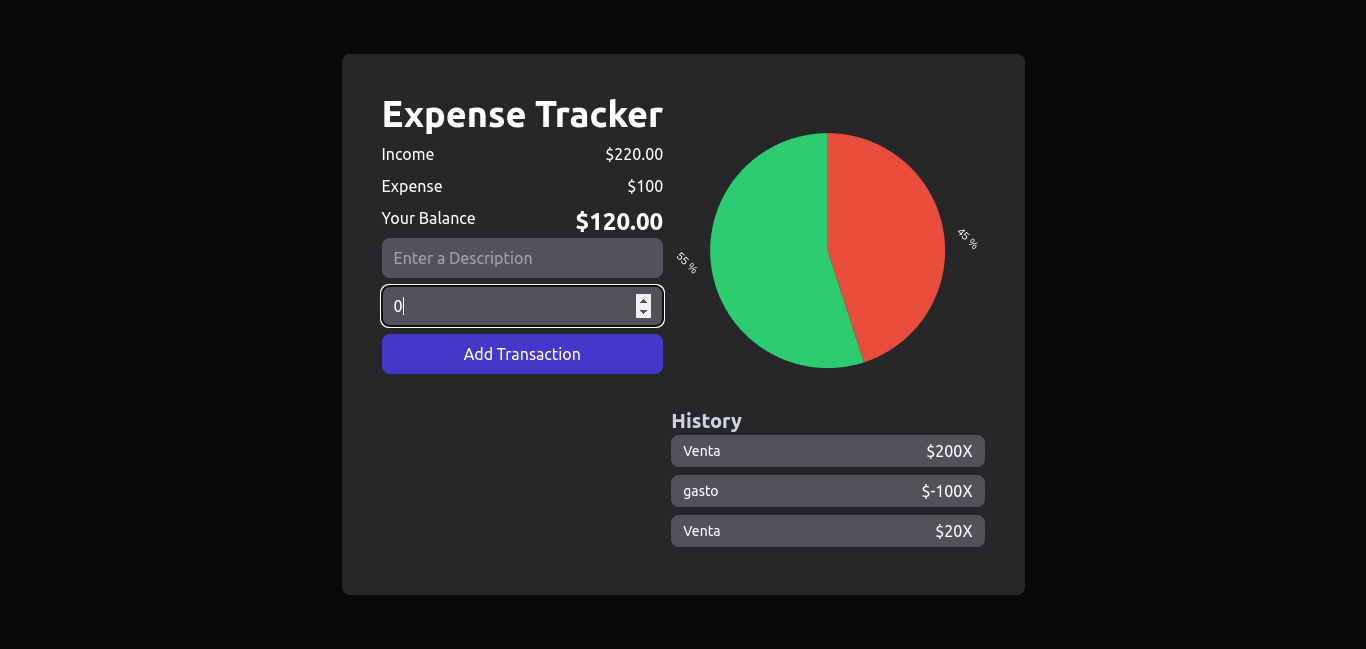 Expense Tracker
Income $220.00
Expense $100
Your Balance $120.00
Enter a Description
0
Add Transaction
55 %
45 %
History
Venta $200X
gasto $-100X
Venta $20X